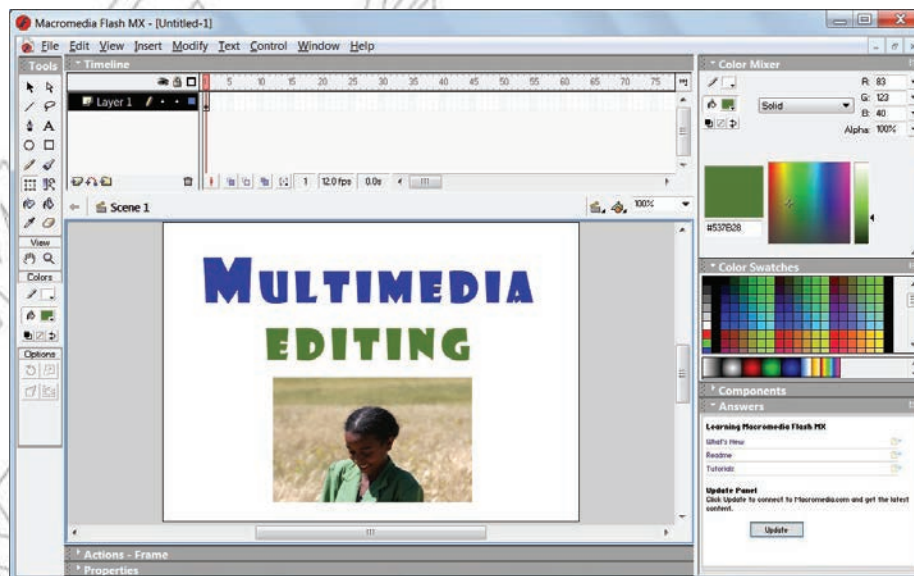 Macromedia Flash MX - [Untitled-1]
File Edit View Insert Modify Text Control Window Help
Tools
Timeline
1 5 10 15 20 25 30 35 40 45 50 55 60 65 70 75
Layer 1
1 12.0 fps 0.0s
Scene 1
100%
View
Colors
Options
MULTIMEDIA
EDITING
Actions - Frame
Properties
Color Mixer
R: 83
Solid
G: 123
B: 40
Alpha: 100%
#537B28
Color Swatches
Components
Answers
Learning Macromedia Flash MX
What's New
Readme
Tutorials
Update Panel
Click Update to connect to Macromedia.com and get the latest
content.
Update